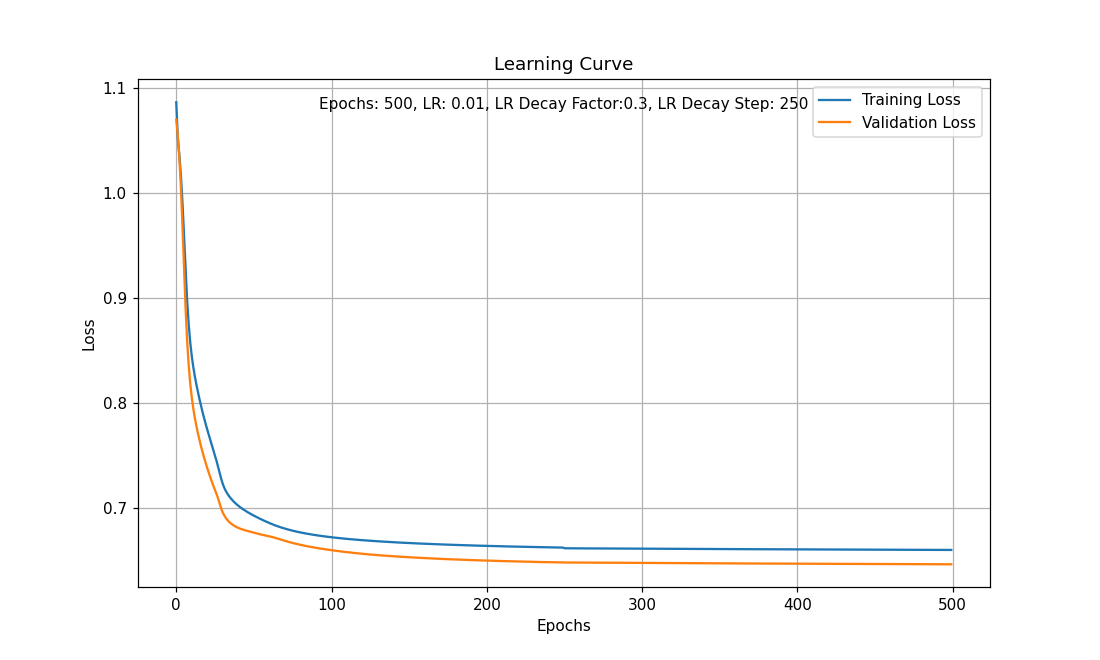 Learning Curve
Epochs: 500, LR: 0.01, LR Decay Factor:0.3, LR Decay Step: 250
Training Loss
Validation Loss
1.1
1.0
0.9
0.8
0.7
Loss
0
100
200
300
400
500
Epochs